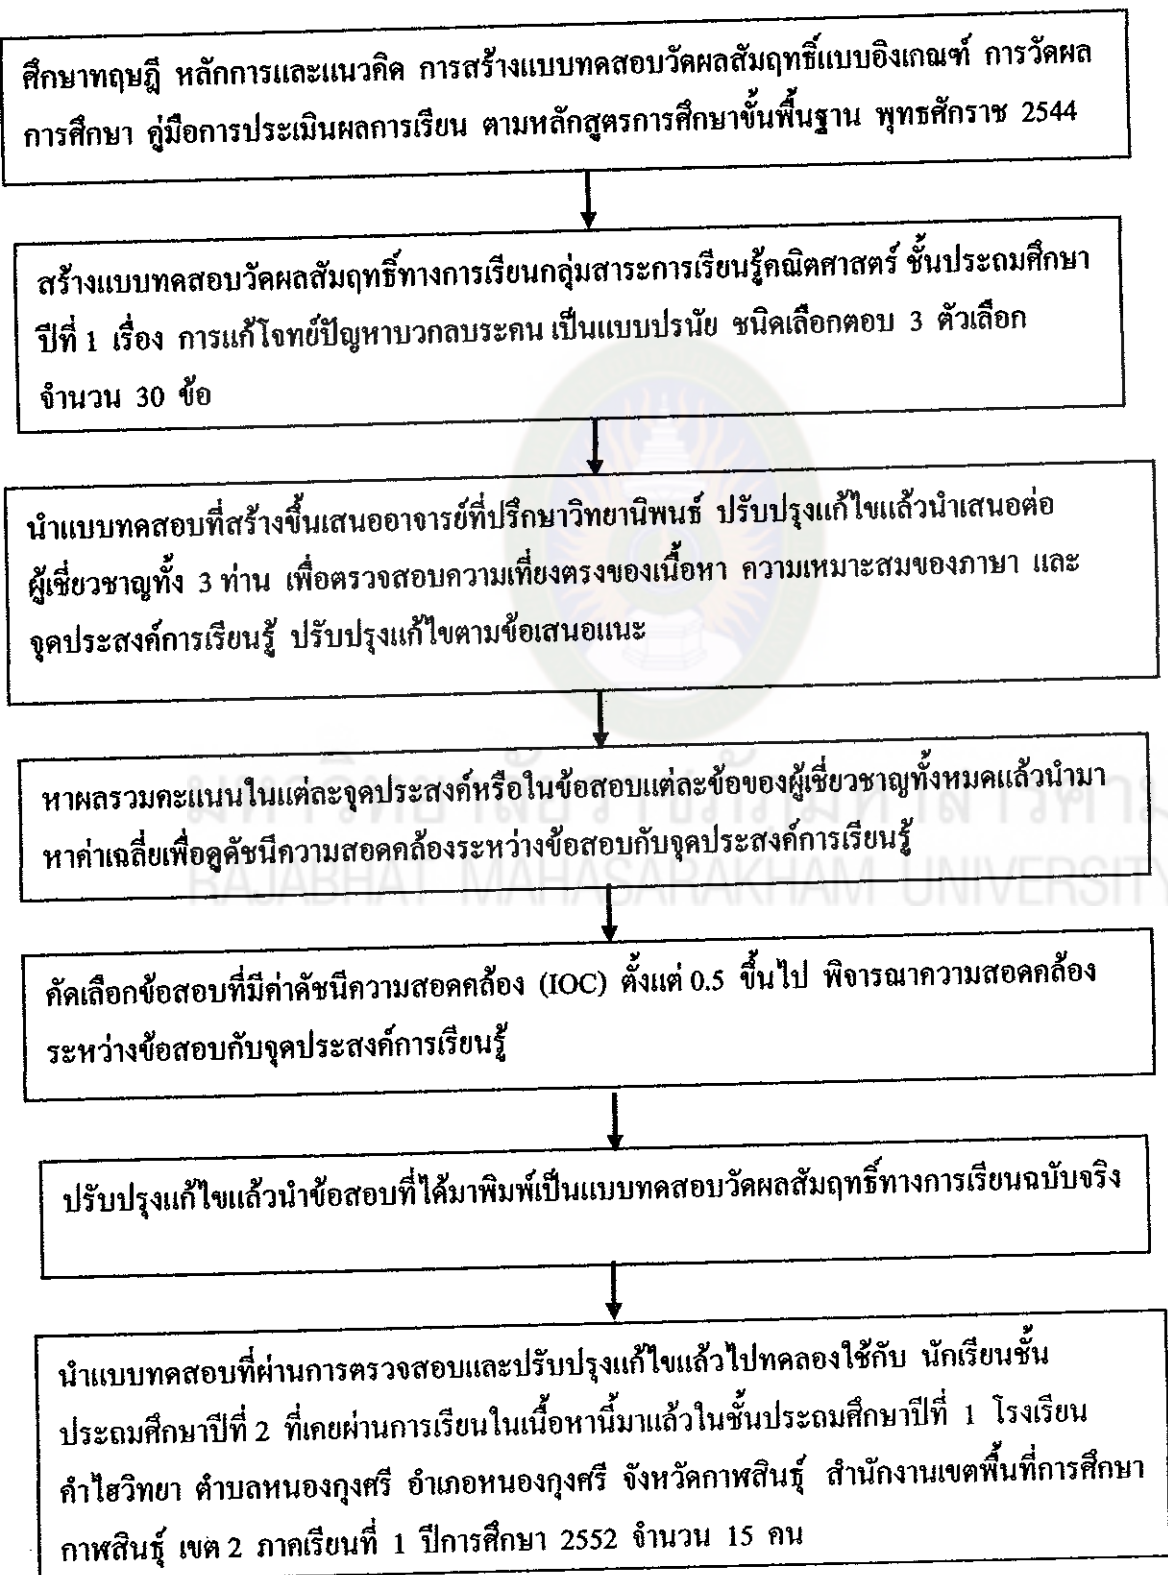 ศึกษาทฤษฎี หลักการและแนวคิด การสร้างแบบทดสอบวัดผลสัมฤทธิ์แบบอิงเกณฑ์ การวัดผล
การศึกษา คู่มือการประเมินผลการเรียน ตามหลักสูตรการศึกษาขั้นพื้นฐาน พุทธศักราช 2544
สร้างแบบทดสอบวัดผลสัมฤทธิ์ทางการเรียนกลุ่มสาระการเรียนรู้คณิตศาสตร์ ชั้นประถมศึกษา
ปีที่ 1 เรื่อง การแก้โจทย์ปัญหาบวกลบระคน เป็นแบบปรนัย ชนิดเลือกตอบ 3 ตัวเลือก
จำนวน 30 ข้อ
นำแบบทดสอบที่สร้างขึ้นเสนออาจารย์ที่ปรึกษาวิทยานิพนธ์ ปรับปรุงแก้ไขแล้วนำเสนอต่อ
ผู้เชี่ยวชาญทั้ง 3 ท่าน เพื่อตรวจสอบความเที่ยงตรงของเนื้อหา ความเหมาะสมของภาษา และ
จุดประสงค์การเรียนรู้ ปรับปรุงแก้ไขตามข้อเสนอแนะ
มหาวิทยาลัยราชภัฏมหาสารคาม
หาผลรวมคะแนนในแต่ละจุดประสงค์หรือในข้อสอบแต่ละข้อของผู้เชี่ยวชาญทั้งหมดแล้วนำมา
หาค่าเฉลี่ยเพื่อดูดัชนีความสอดคล้องระหว่างข้อสอบกับจุดประสงค์การเรียนรู้
RAJABHAT MAHASARAKHAM UNIVERSITY
คัดเลือกข้อสอบที่มีค่าดัชนีความสอดคล้อง (IOC) ตั้งแต่ 0.5 ขึ้นไป พิจารณาความสอดคล้อง
ระหว่างข้อสอบกับจุดประสงค์การเรียนรู้
ปรับปรุงแก้ไขแล้วนำข้อสอบที่ได้มาพิมพ์เป็นแบบทดสอบวัดผลสัมฤทธิ์ทางการเรียนฉบับจริง
นำแบบทดสอบที่ผ่านการตรวจสอบและปรับปรุงแก้ไขแล้วไปทดลองใช้กับ นักเรียนชั้น
ประถมศึกษาปีที่ 2 ที่เคยผ่านการเรียนในเนื้อหานี้มาแล้วในชั้นประถมศึกษาปีที่ 1 โรงเรียน
คำไฮวิทยา ตำบลหนองกุงศรี อำเภอหนองกุงศรี จังหวัดกาฬสินธุ์ สำนักงานเขตพื้นที่การศึกษา
กาฬสินธุ์ เขต 2 ภาคเรียนที่ 1 ปีการศึกษา 2552 จำนวน 15 คน